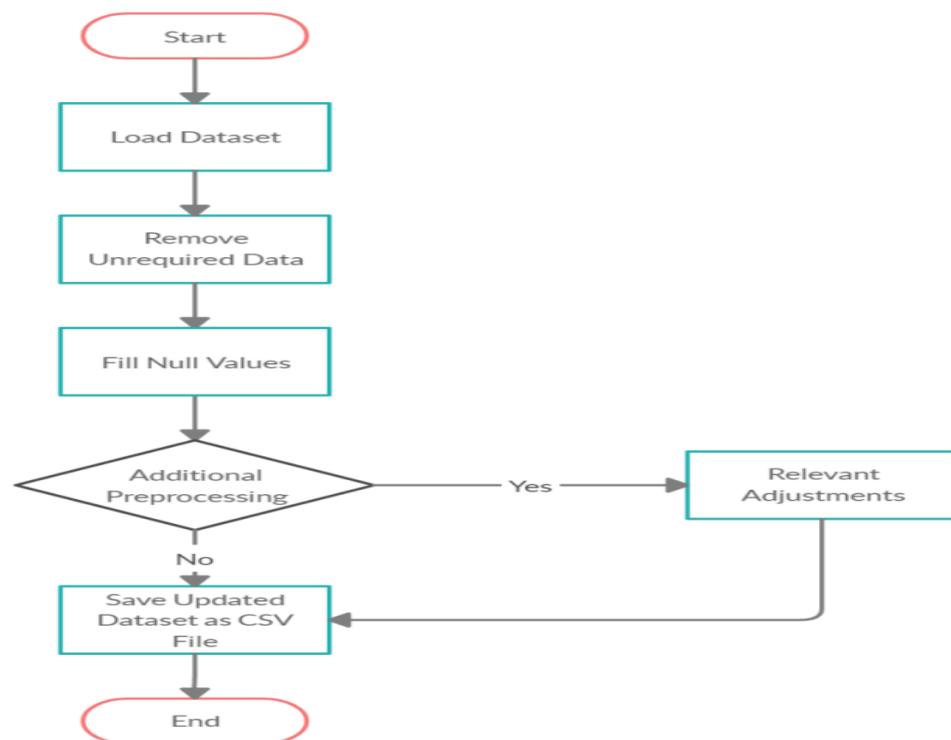 Start
Load Dataset
Remove
Unrequired Data
Fill Null Values
Additional
Preprocessing
Yes
Relevant
Adjustments
No
Save Updated
Dataset as CSV
File
End